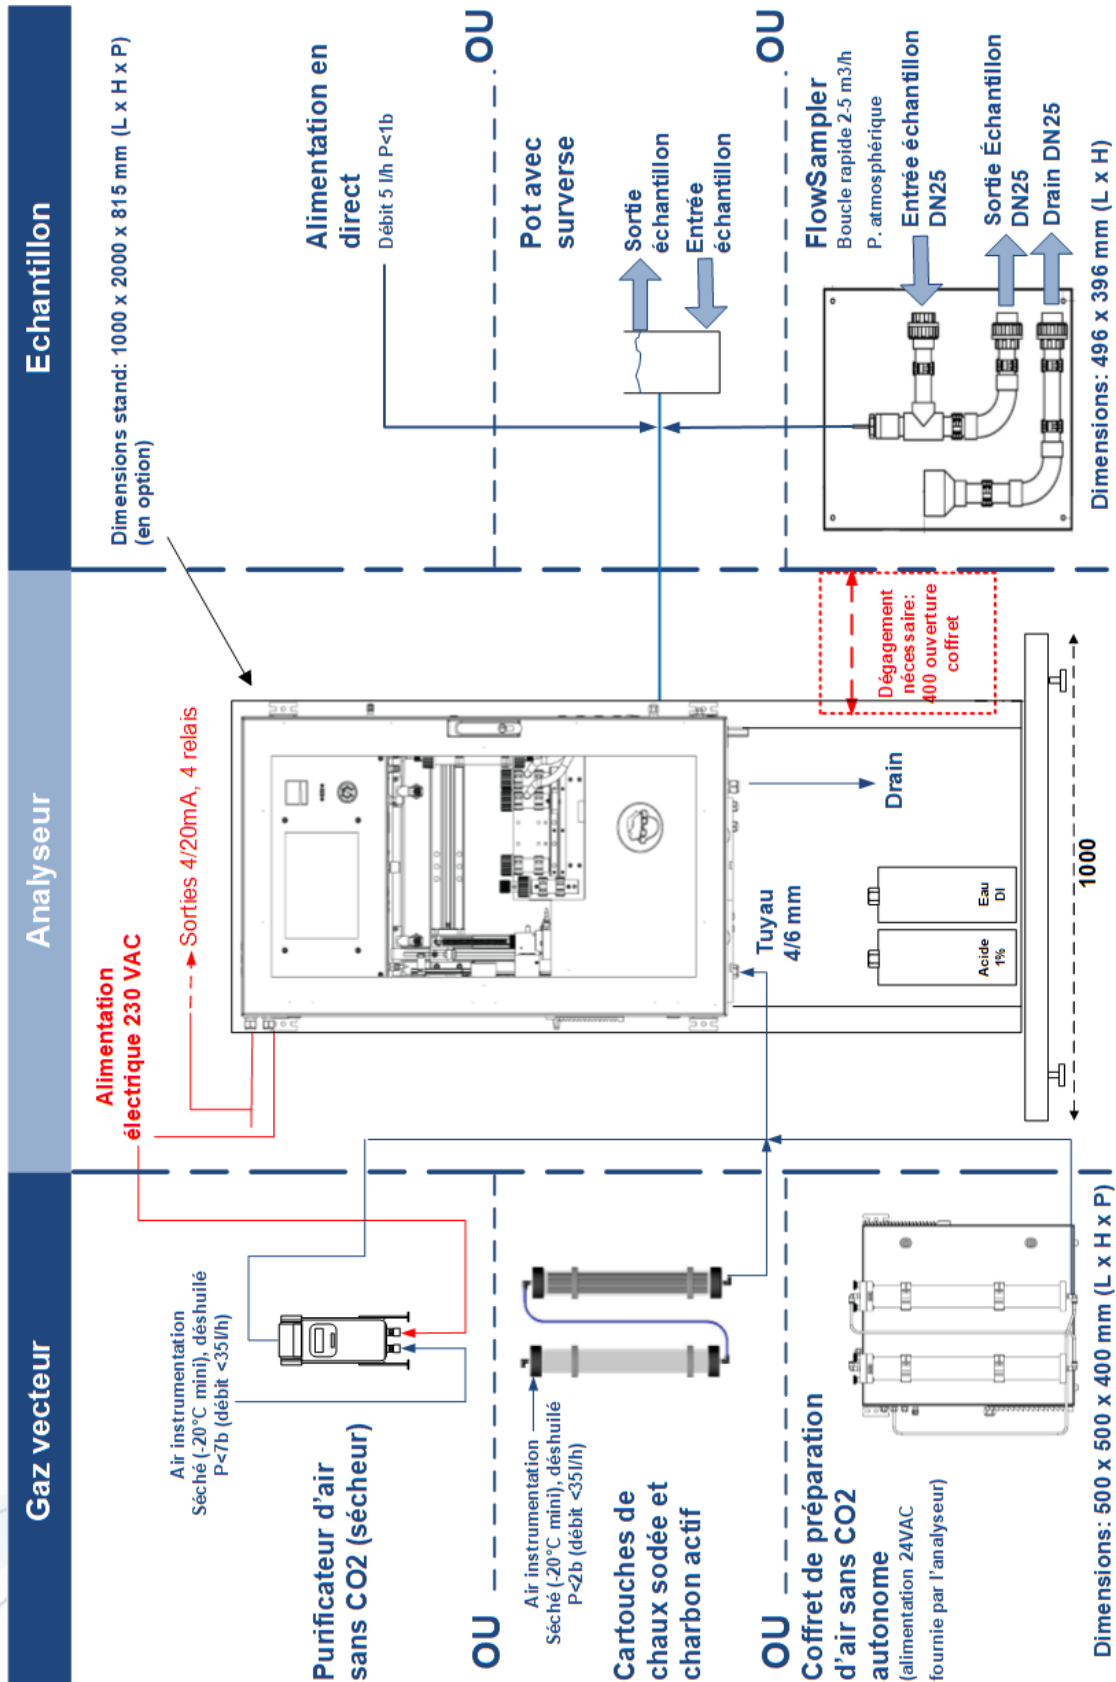 Gaz vecteur
Analyseur
Echantillon
Air instrumentation
Séché (-20°C mini), déshuilé
P<7b (débit <35l/h)
Purificateur d'air
sans CO2 (sécheur)
OU
Air instrumentation
Séché (-20°C mini), déshuilé
P<2b (débit <35l/h)
Cartouches de
chaux sodée et
charbon actif
OU
Coffret de préparation
d'air sans CO2
autonome
(alimentation 24VAC
fournie par l'analyseur)
Dimensions: 500 x 500 x 400 mm (L x H x P)
Alimentation
électrique 230 VAC
Sorties 4/20mA, 4 relais
Tuyau
4/6 mm
Drain
Acide
1%
Eau
DI
1000
Dégagement
nécessaire:
400 ouverture
coffret
Dimensions stand: 1000 x 2000 x 815 mm (L x H x P)
(en option)
Alimentation en
direct
Débit 5 l/h P<1b
OU
Pot avec
surverse
Sortie
échantillon
Entrée
échantillon
OU
FlowSampler
Boucle rapide 2-5 m3/h
P. atmosphérique
Entrée échantillon
DN25
Sortie Échantillon
DN25
Drain DN25
Dimensions: 496 x 396 mm (L x H)